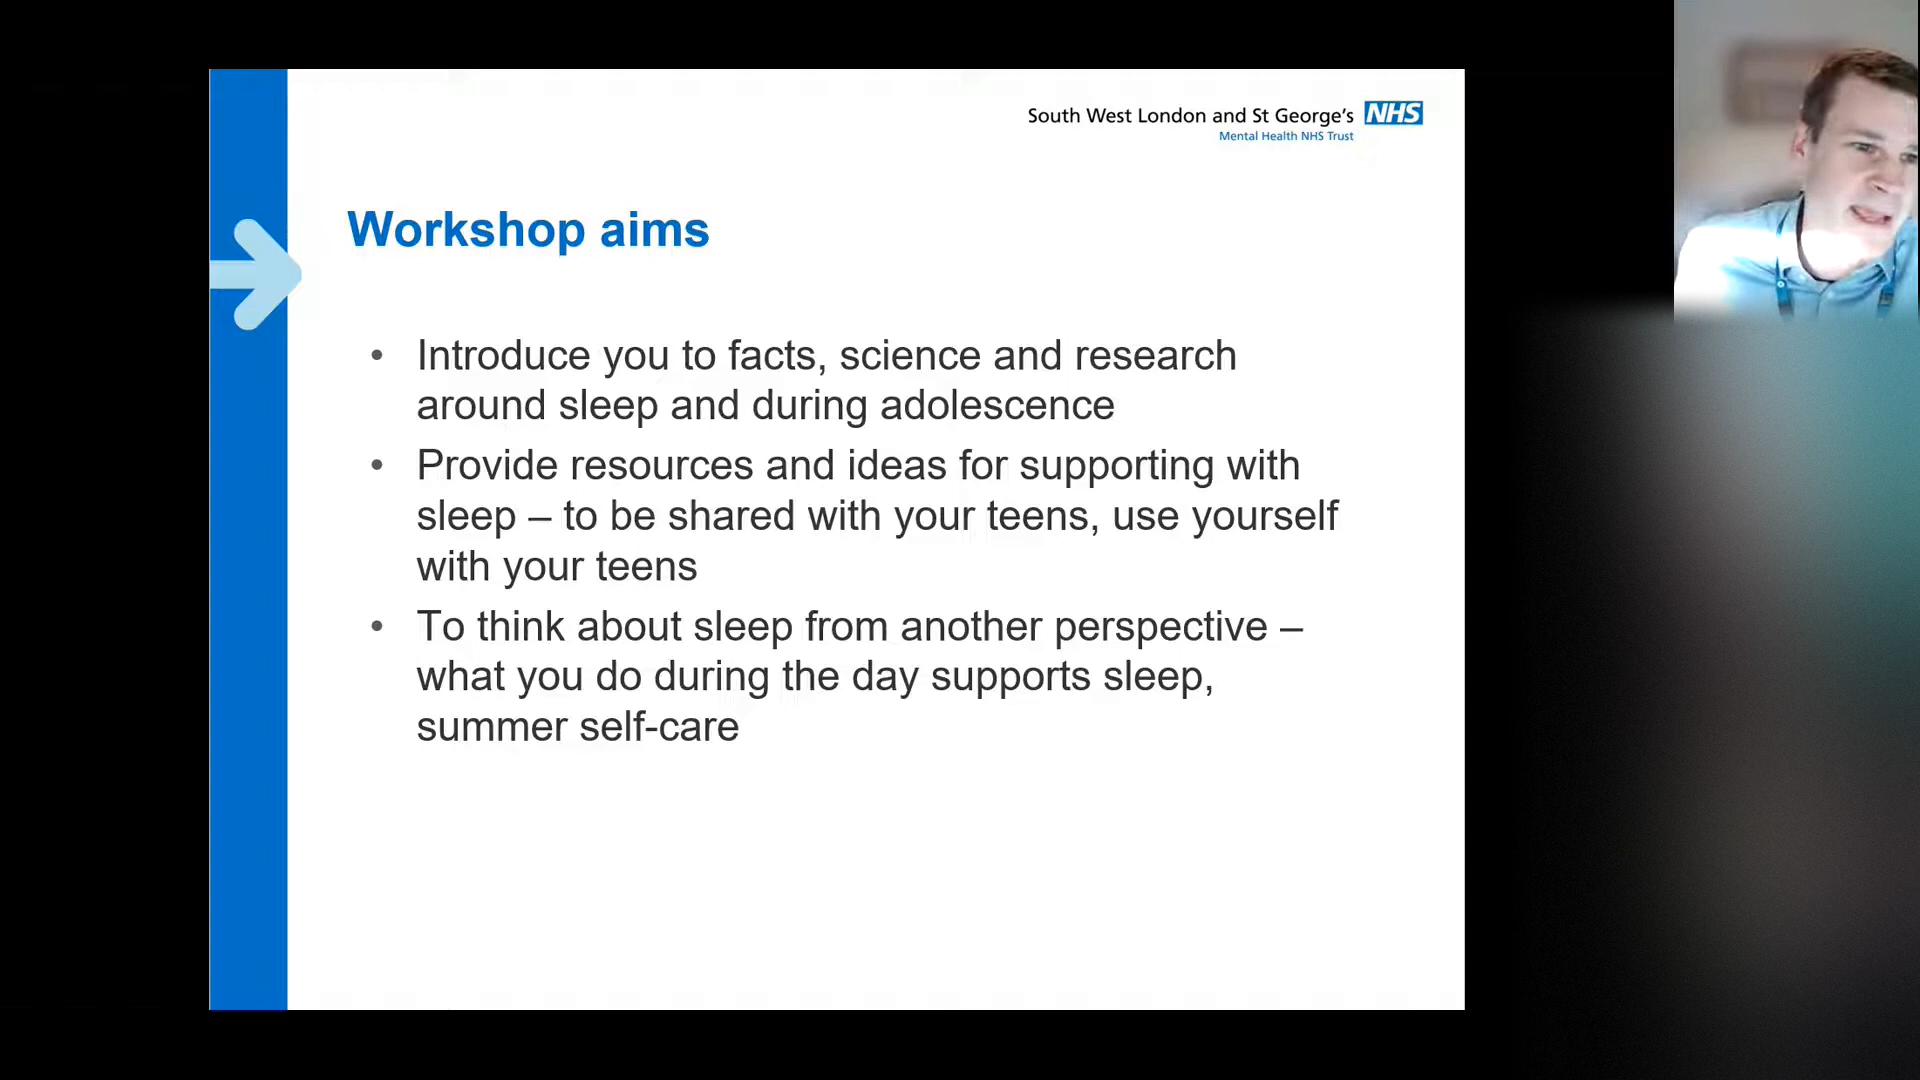 South West London and St George's NHS
Mental Health NHS Trust
Workshop aims
• Introduce you to facts, science and research
around sleep and during adolescence
• Provide resources and ideas for supporting with
sleep – to be shared with your teens, use yourself
with your teens
• To think about sleep from another perspective –
what you do during the day supports sleep,
summer self-care